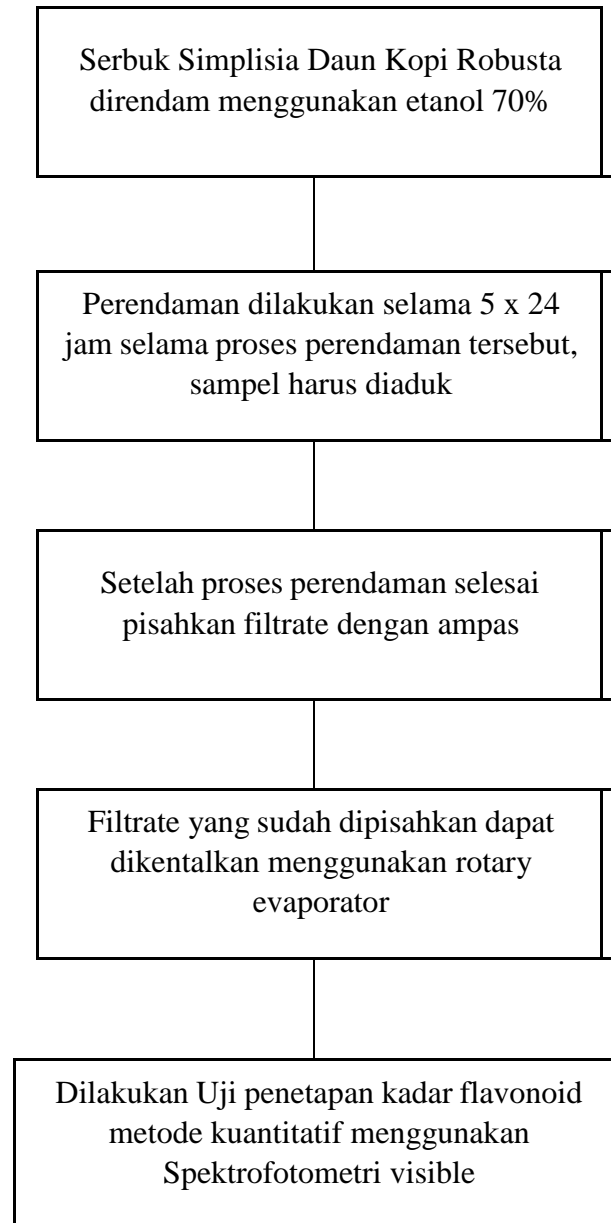 Serbuk Simplisia Daun Kopi Robusta
direndam menggunakan etanol 70%
Perendaman dilakukan selama 5 x 24
jam selama proses perendaman tersebut,
sampel harus diaduk
Setelah proses perendaman selesai
pisahkan filtrate dengan ampas
Filtrate yang sudah dipisahkan dapat
dikentalkan menggunakan rotary
evaporator
Dilakukan Uji penetapan kadar flavonoid
metode kuantitatif menggunakan
Spektrofotometri visible